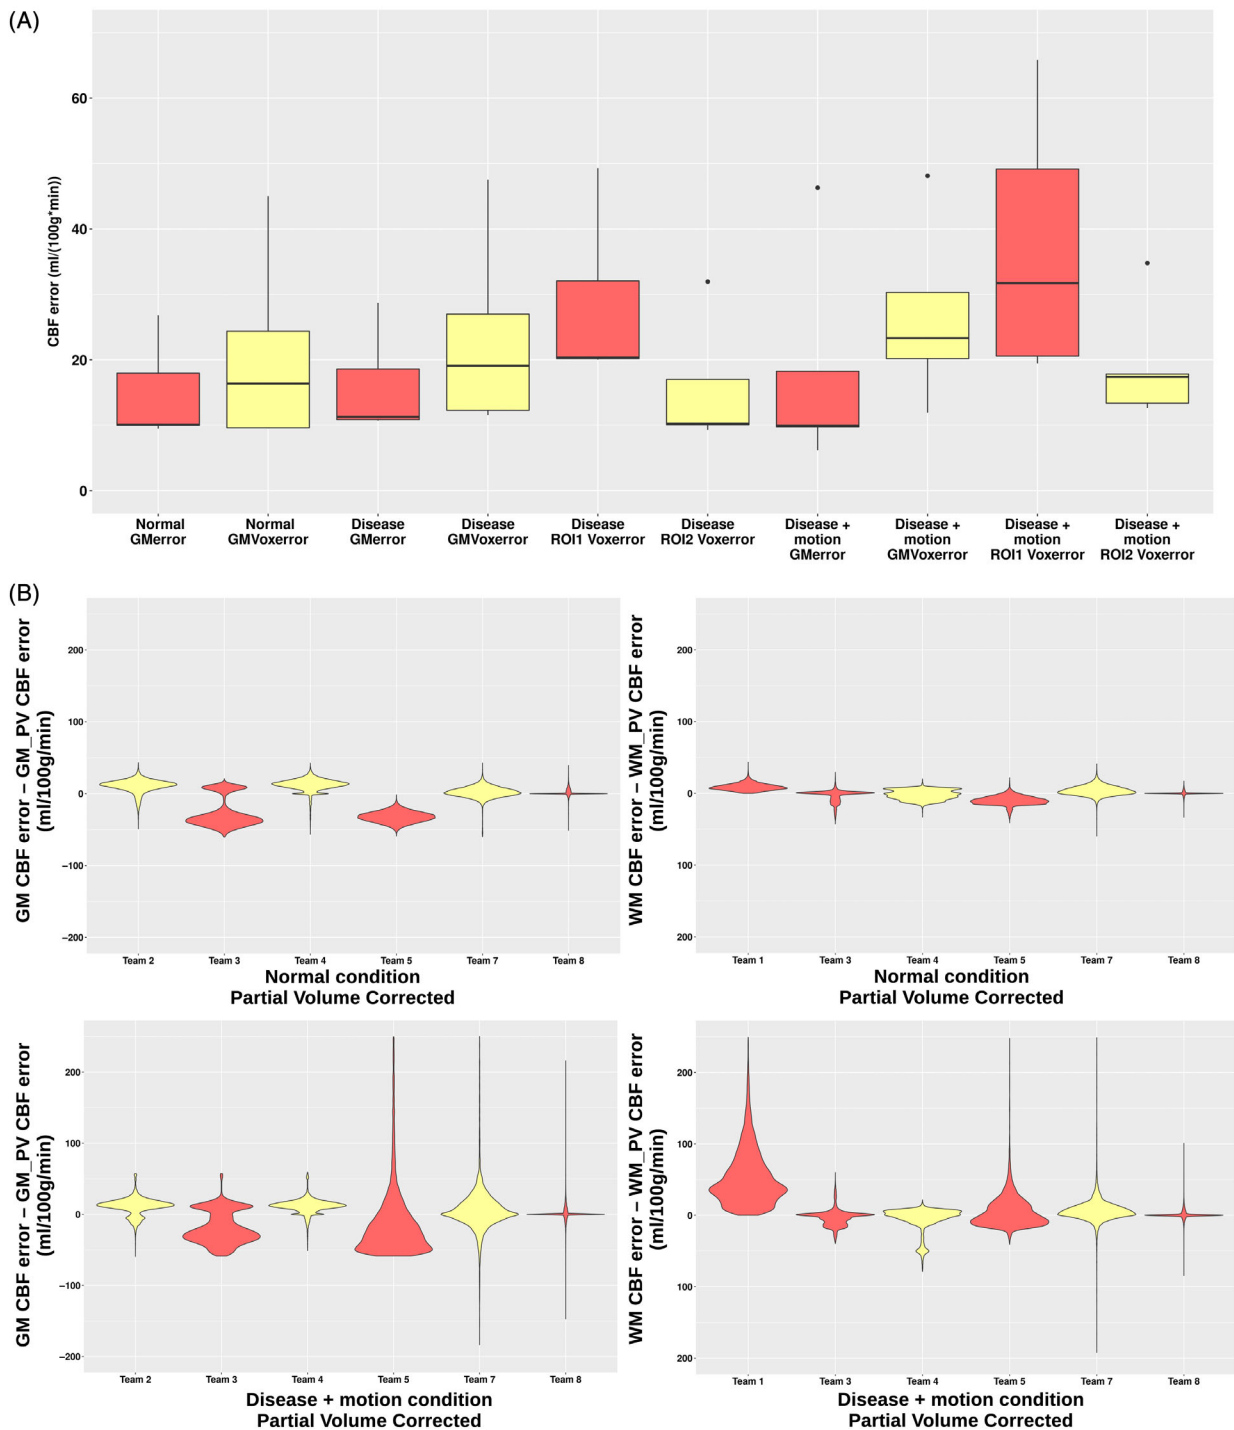 (A)
CBF error (ml/(100g*min))
60
40
20
0
Normal
GMerror
Normal
GMVoxerror
Disease
GMerror
Disease
GMVoxerror
Disease
ROI1 Voxerror
Disease
ROI2 Voxerror
Disease +
motion
GMerror
Disease +
motion
GMVoxerror
Disease +
motion
ROI1 Voxerror
Disease +
motion
ROI2 Voxerror
(B)
GM CBF error – GM_PV CBF error
(ml/100g/min)
200
100
0
−100
−200
Team 2
Team 3
Team 4
Team 5
Team 7
Team 8
Normal condition
Partial Volume Corrected
WM CBF error – WM_PV CBF error
(ml/100g/min)
200
100
0
100
200
Team 1
Team 3
Team 4
Team 5
Team 7
Team 8
Normal condition
Partial Volume Corrected
GM CBF error – GM_PV CBF error
(ml/100g/min)
200
100
0
−100
−200
Team 2
Team 3
Team 4
Team 5
Team 7
Team 8
Disease + motion condition
Partial Volume Corrected
WM CBF error – WM_PV CBF error
(ml/100g/min)
200
100
0
100
200
Team 1
Team 3
Team 4
Team 5
Team 7
Team 8
Disease + motion condition
Partial Volume Corrected